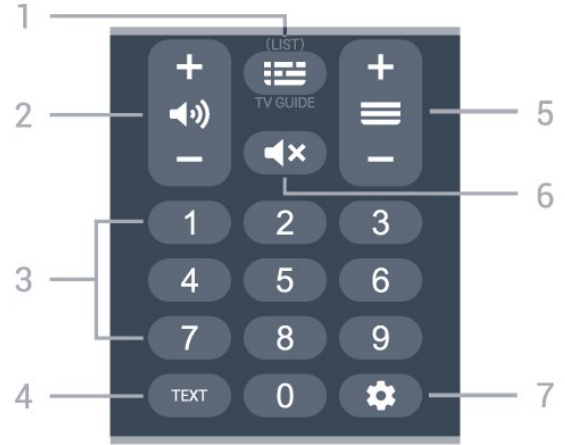 1
(LIST)
+ +
TV GUIDE
2 5
− −
6
1 2 3
3
4 5 6
7 8 9
4 TEXT 0 7